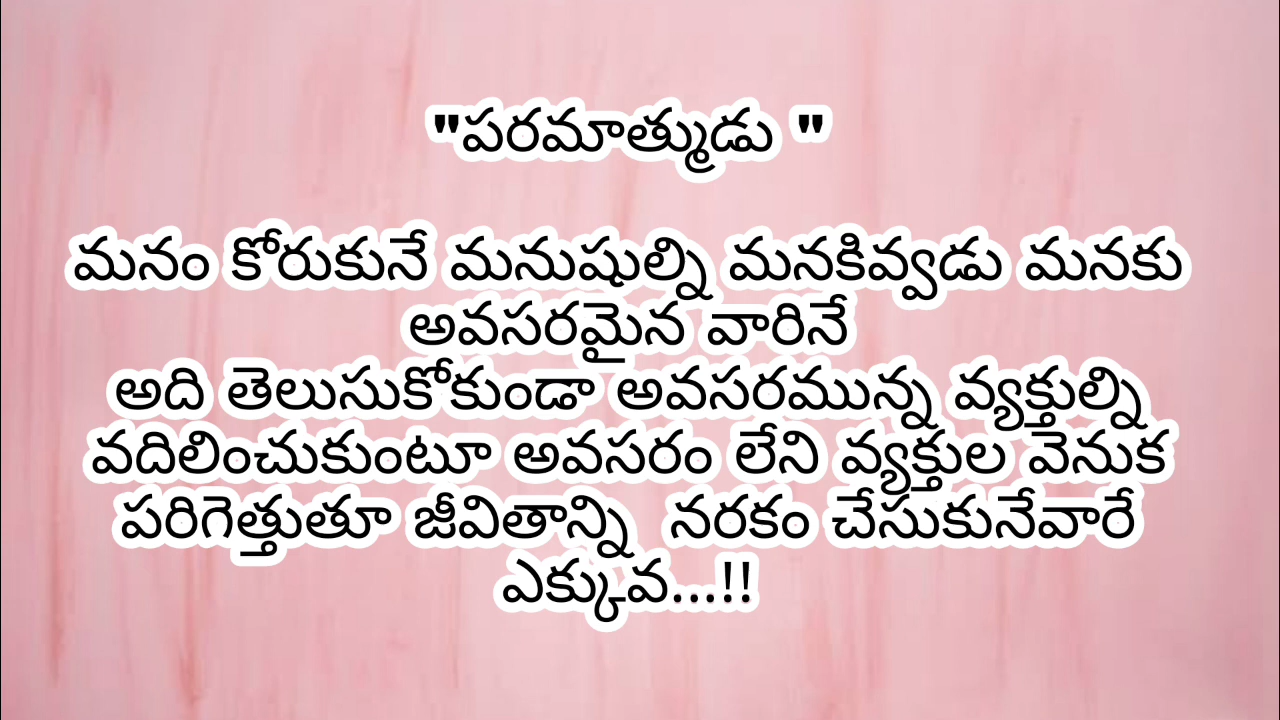 "పరమాత్ముడు "
మనం కోరుకునే మనుషుల్ని మనకివ్వడు మనకు
అవసరమైన వారినే
అది తెలుసుకోకుండా అవసరమున్న వ్యక్తుల్ని
వదిలించుకుంటూ అవసరం లేని వ్యక్తుల వెనుక
పరిగెత్తుతూ జీవితాన్ని  నరకం చేసుకునేవారే
ఎక్కువ...!!